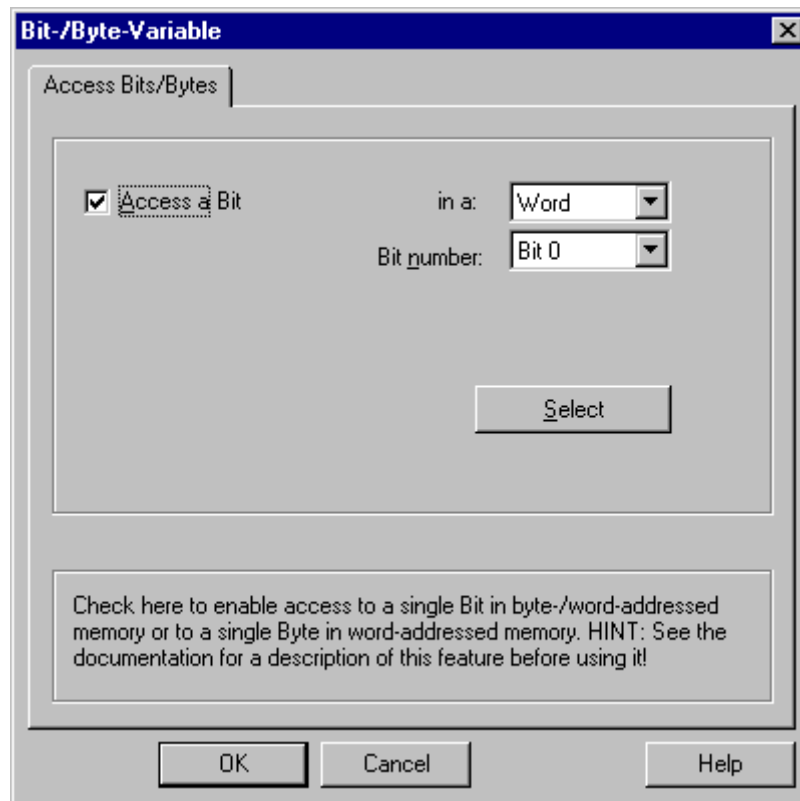 Bit-/Byte-Variable
Access Bits/Bytes
Access a Bit
in a:
Word
Bit number:
Bit 0
Select
Check here to enable access to a single Bit in byte-/word-addressed
memory or to a single Byte in word-addressed memory. HINT: See the
documentation for a description of this feature before using it!
OK
Cancel
Help